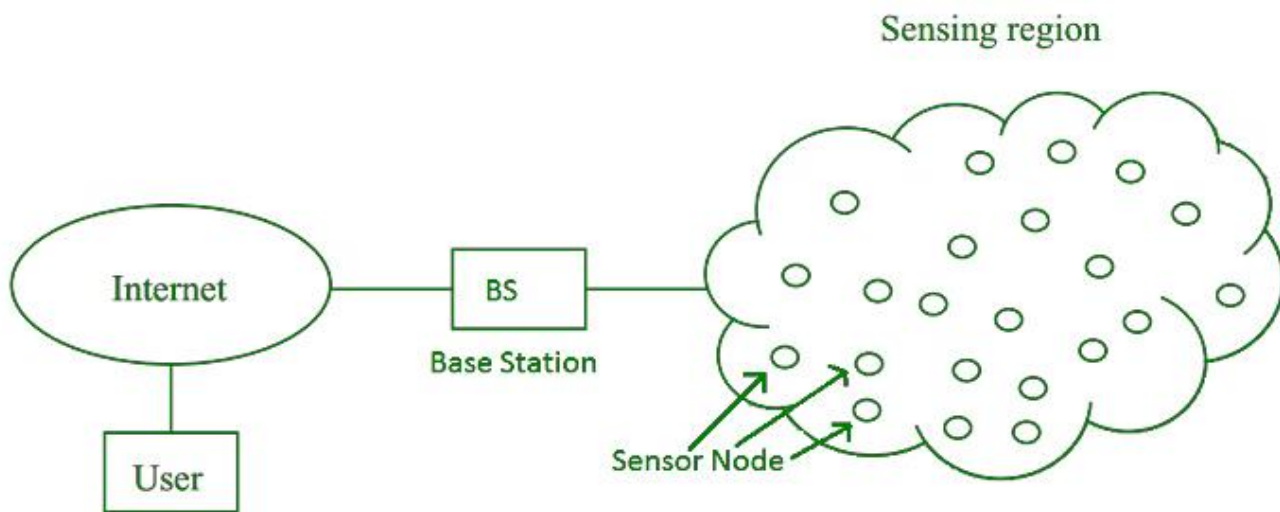 Sensing region
Internet
BS
Base Station
User
Sensor Node